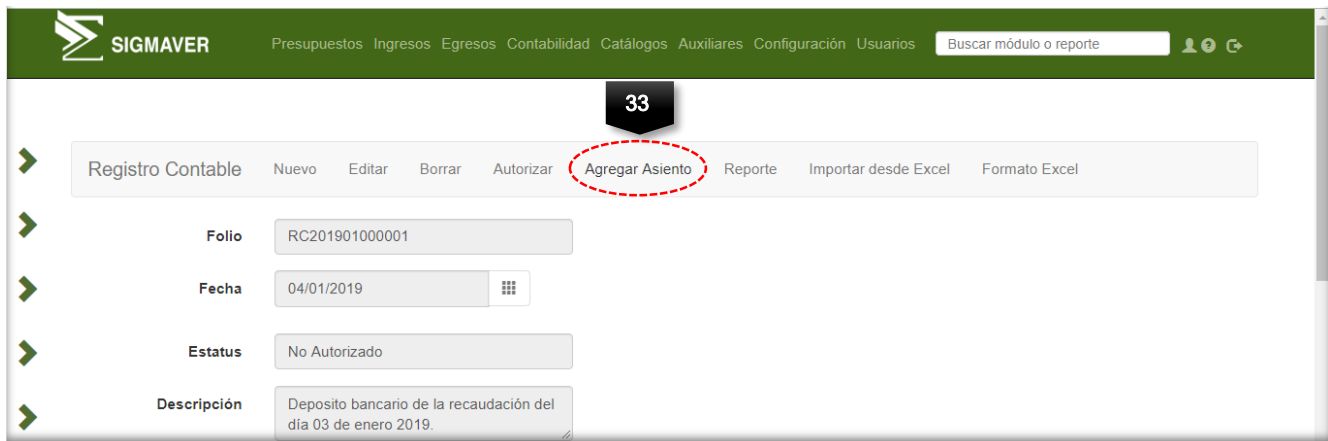 SIGMAVER Presupuestos Ingresos Egresos Contabilidad Catálogos Auxiliares Configuración Usuarios Buscar módulo o reporte
33
Registro Contable Nuevo Editar Borrar Autorizar Agregar Asiento Reporte Importar desde Excel Formato Excel
Folio RC201901000001
Fecha 04/01/2019
Estatus No Autorizado
Descripción Deposito bancario de la recaudación del
día 03 de enero 2019.